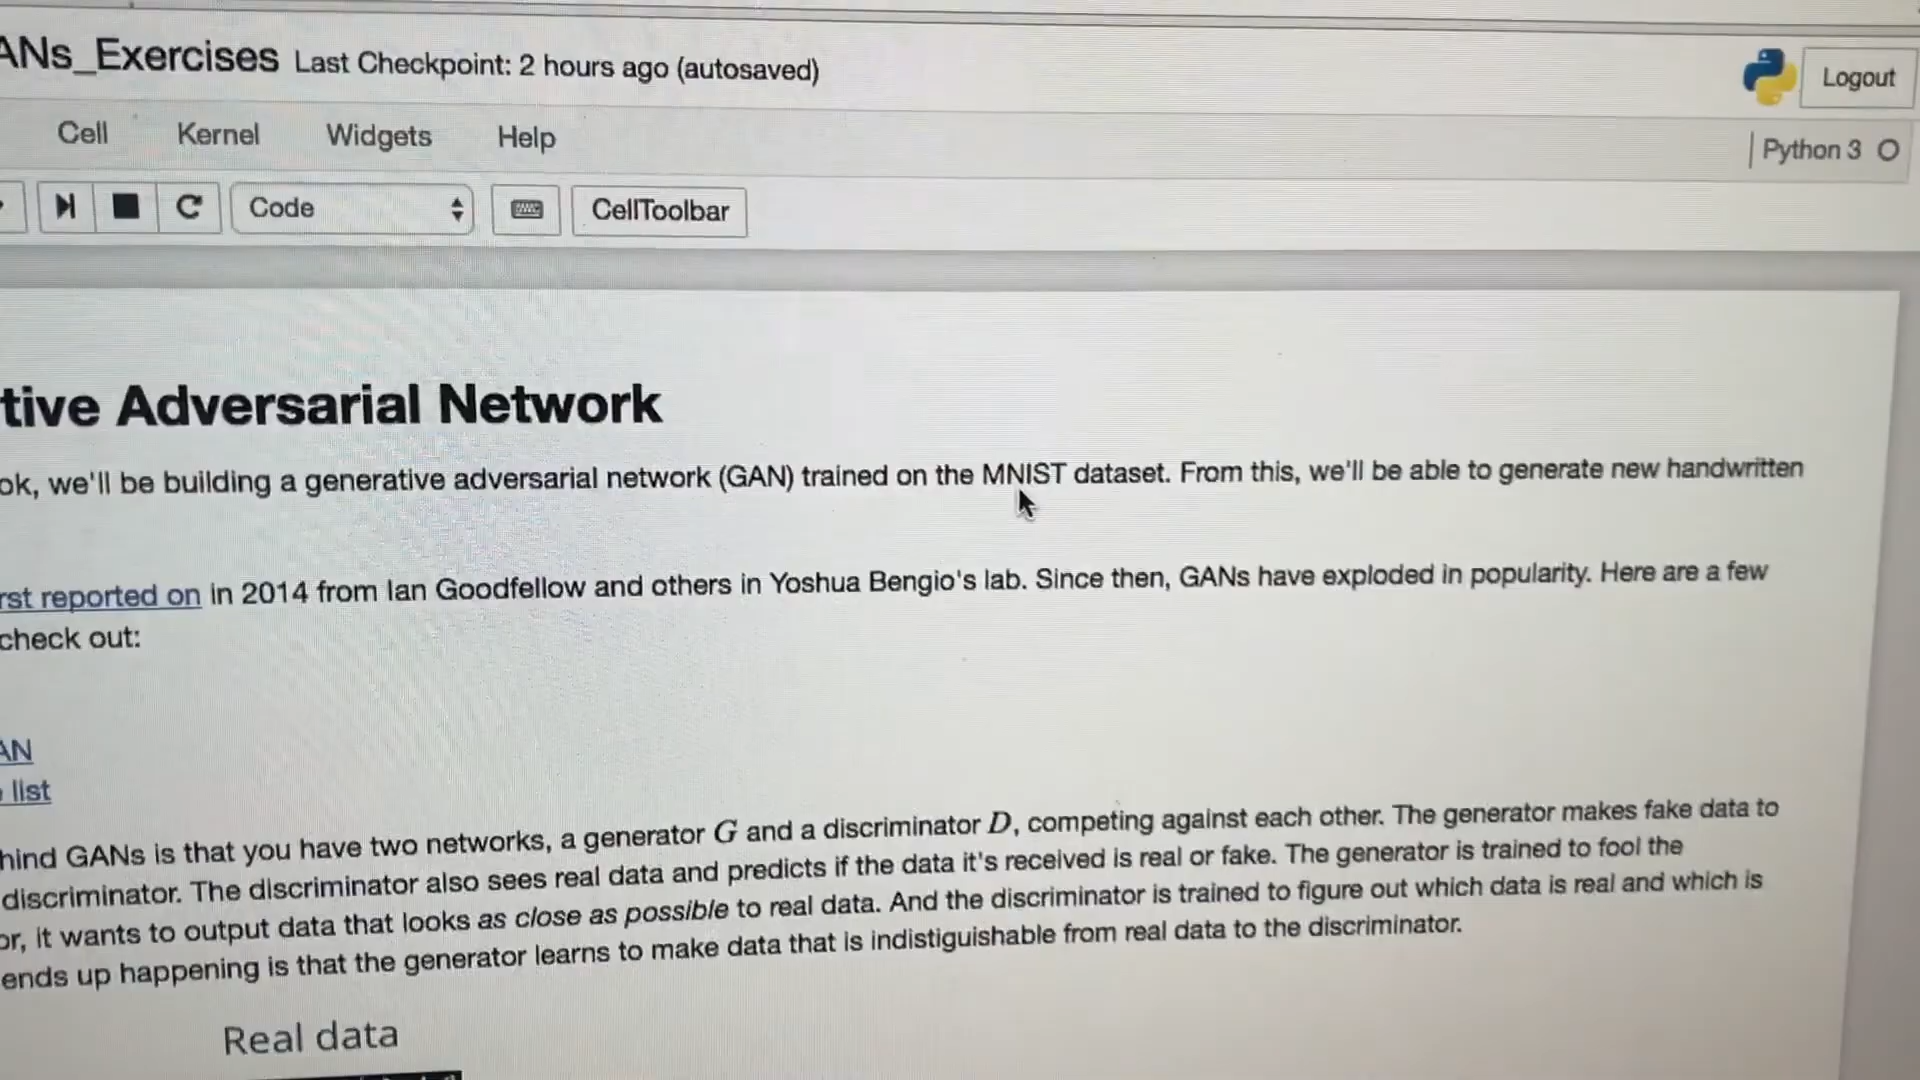 ANs_Exercises Last Checkpoint: 2 hours ago (autosaved)
Logout
Cell Kernel Widgets Help
Python 3
Code
CellToolbar
tive Adversarial Network
ok, we'll be building a generative adversarial network (GAN) trained on the MNIST dataset. From this, we'll be able to generate new handwritten
rst reported on in 2014 from Ian Goodfellow and others in Yoshua Bengio's lab. Since then, GANs have exploded in popularity. Here are a few
check out:
AN
list
hind GANs is that you have two networks, a generator G and a discriminator D, competing against each other. The generator makes fake data to
discriminator. The discriminator also sees real data and predicts if the data it's received is real or fake. The generator is trained to fool the
or, it wants to output data that looks as close as possible to real data. And the discriminator is trained to figure out which data is real and which is
ends up happening is that the generator learns to make data that is indistiguishable from real data to the discriminator.
Real data